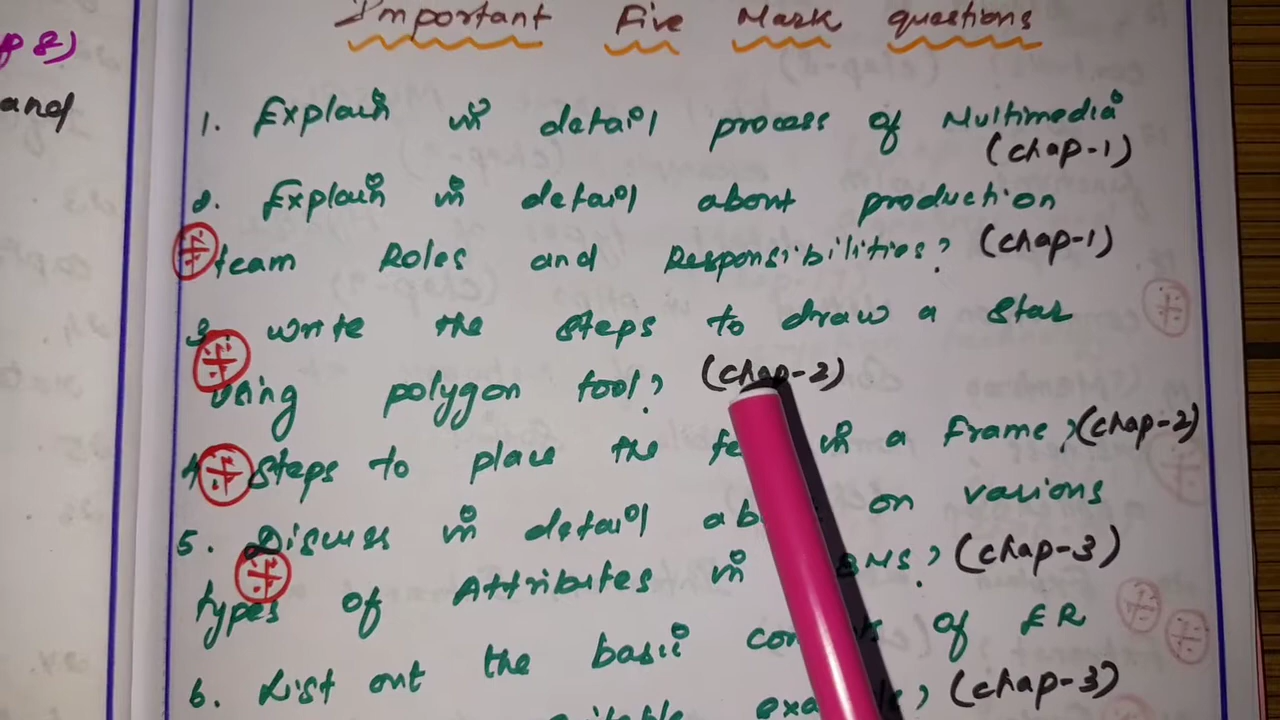 p 8)
and
Important Five Mark questions
1. Explain in detail process of Multimedia
(chap-1)
2. Explain in detail about production
team Roles and Responsibilities? (chap-1)
3. write the steps to draw a star
using polygon tool? (chap-2)
4. Steps to place the in a Frame? (chap-2)
5. Discuss in detail on various
types of Attributes in ? (chap-3)
6. List out the basic of ER
(chap-3)